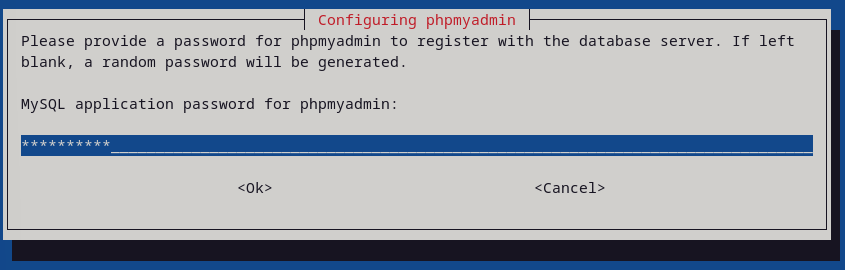 Configuring phpmyadmin
Please provide a password for phpmyadmin to register with the database server. If left
blank, a random password will be generated.
MySQL application password for phpmyadmin:
**********______________________________________________________________________________
<Ok> <Cancel>